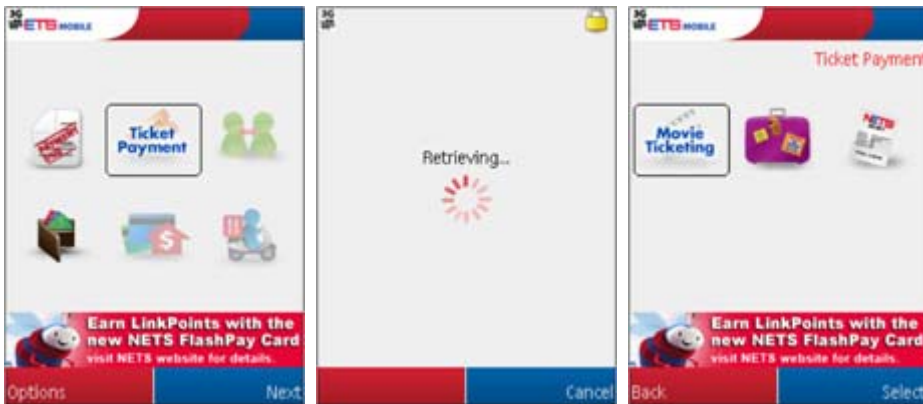 3G
ETS MOBILE
Ticket
Payment
Earn LinkPoints with the
new NETS FlashPay Card
visit NETS website for details.
Options
Next
3G
Retrieving...
Cancel
3G
ETS MOBILE
Ticket Payment
Movie
Ticketing
NETS
Earn LinkPoints with the
new NETS FlashPay Card
visit NETS website for details.
Back
Select